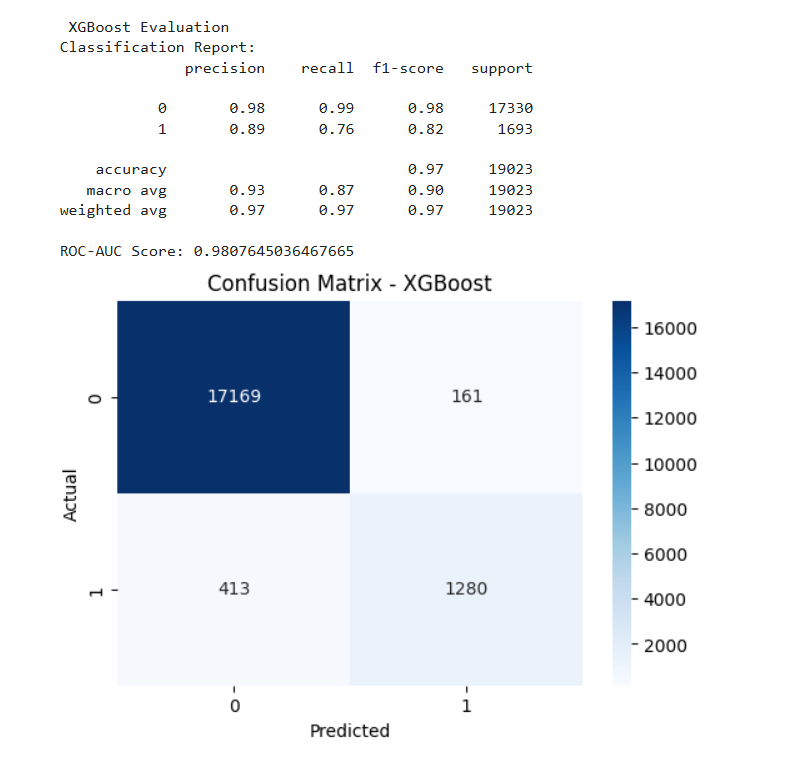 XGBoost Evaluation
Classification Report:
precision recall f1-score support
0 0.98 0.99 0.98 17330
1 0.89 0.76 0.82 1693
accuracy 0.97 19023
macro avg 0.93 0.87 0.90 19023
weighted avg 0.97 0.97 0.97 19023
ROC-AUC Score: 0.9807645036467665
Confusion Matrix - XGBoost
16000
14000
12000
10000
8000
6000
4000
2000
Actual
0
17169 161
1
413 1280
0 1
Predicted